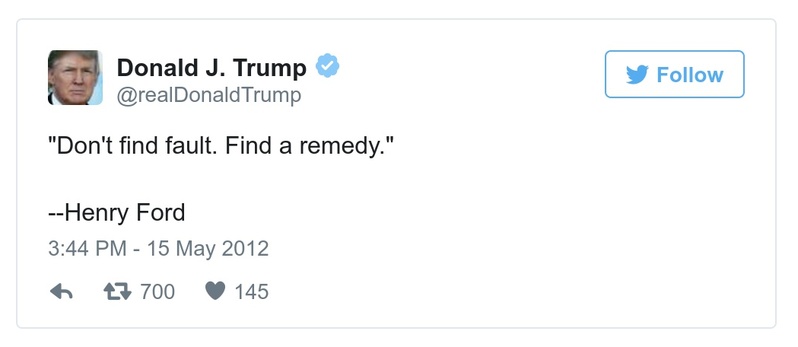 Donald J. Trump
Follow
@realDonaldTrump
"Don't find fault. Find a remedy."
--Henry Ford
3:44 PM - 15 May 2012
700 145